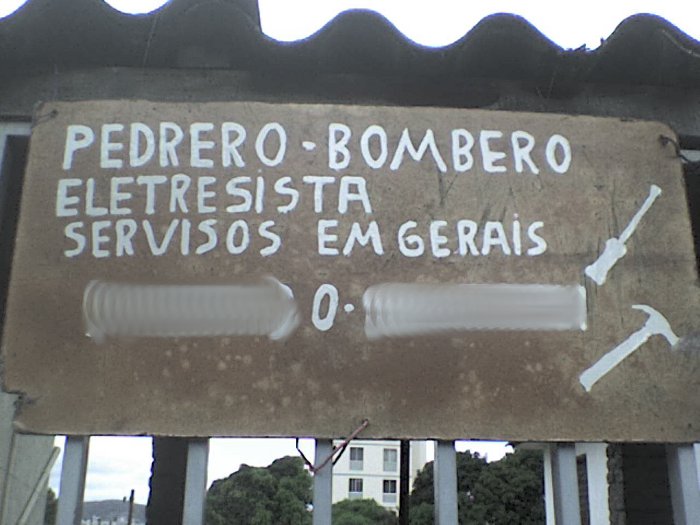 PEDRERO - BOMBERO
ELETRESISTA
SERVISOS EM GERAIS
0.